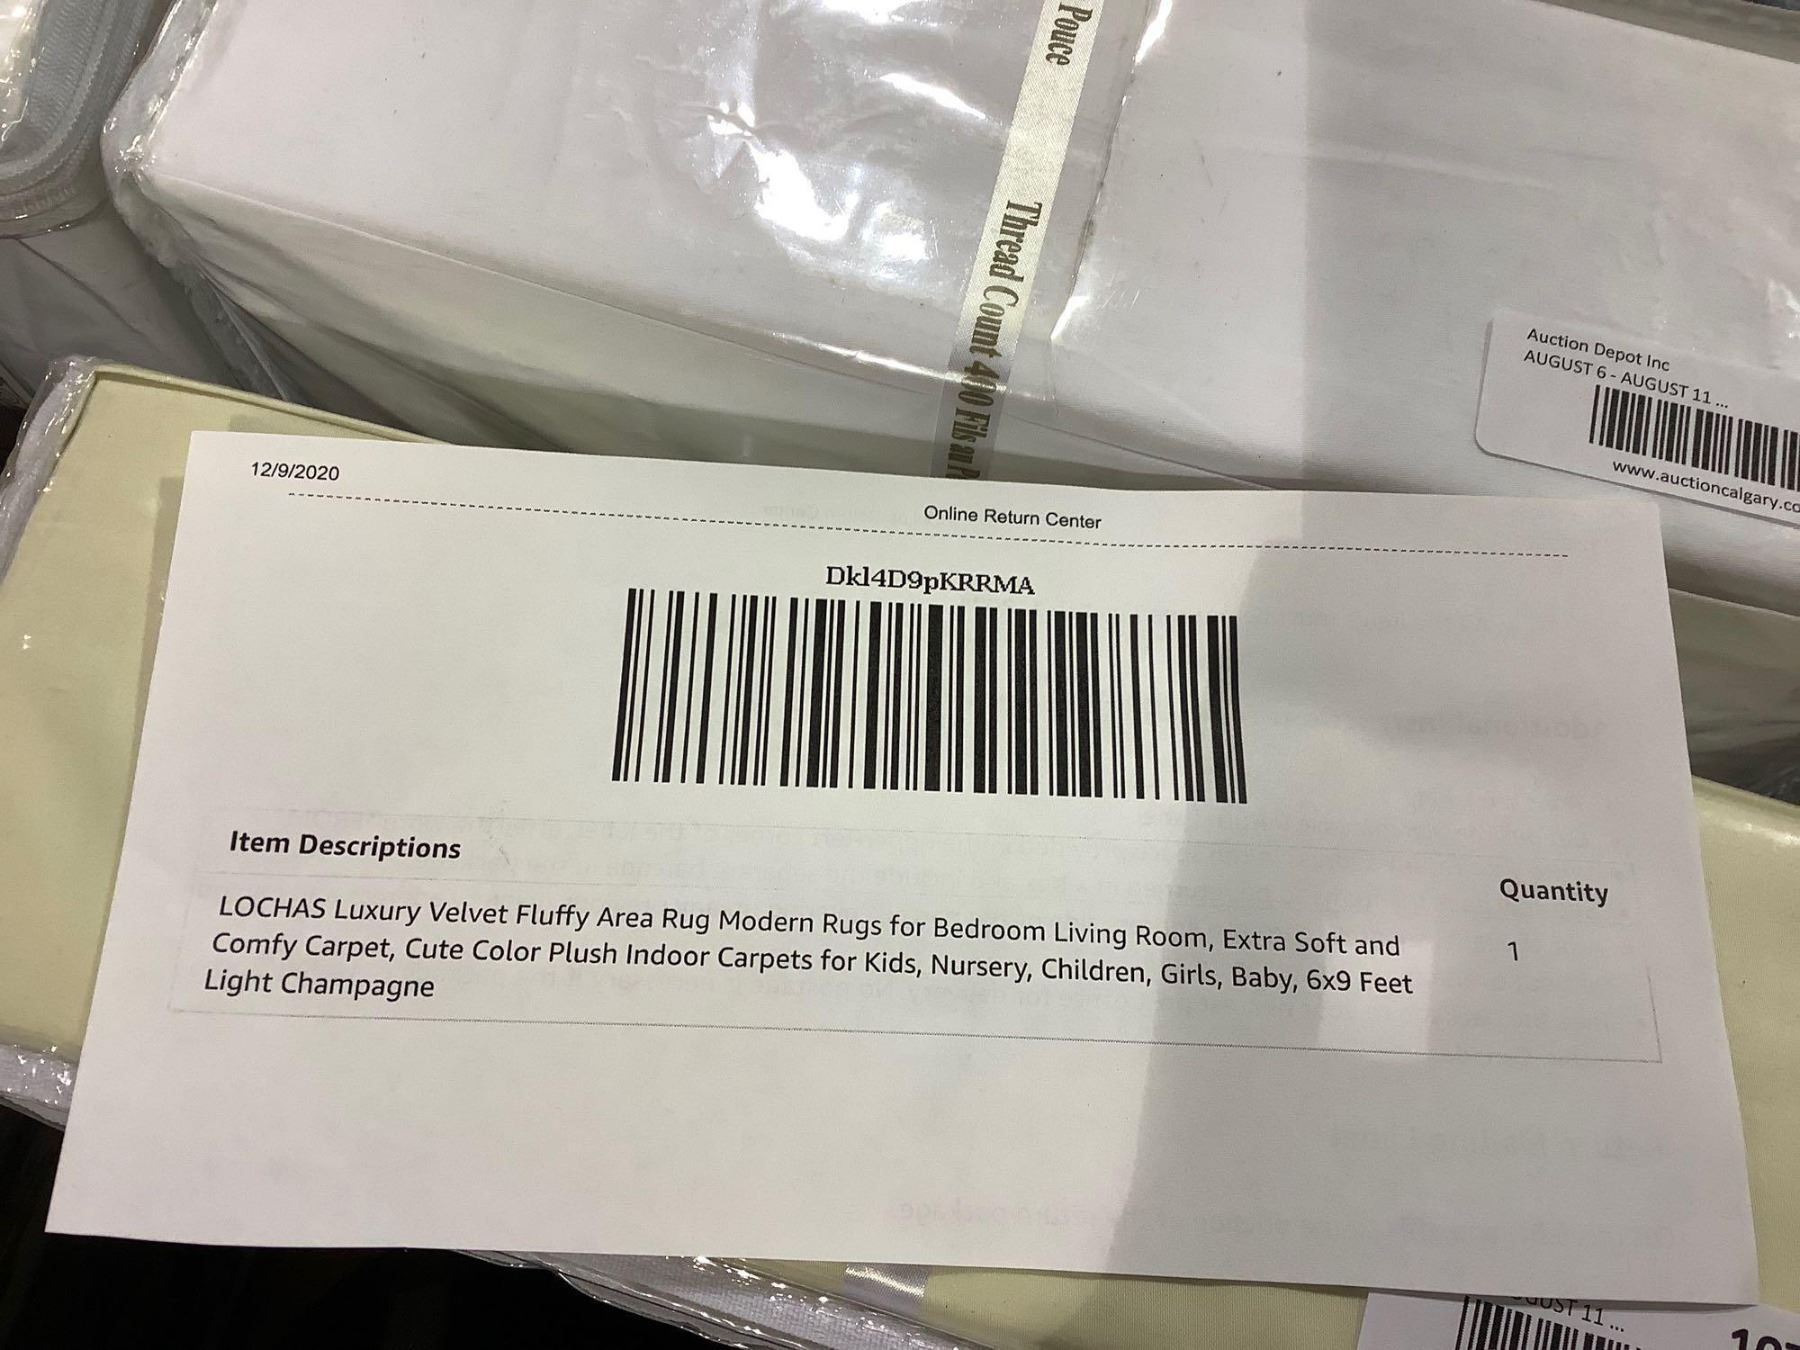 Pouce
Thread Count 400 Fils au P
Auction Depot Inc
AUGUST 6 - AUGUST 11 ...
www.auctioncalgary.co
12/9/2020
Online Return Center
Dkl4D9pKRRMA
Item Descriptions
Quantity
LOCHAS Luxury Velvet Fluffy Area Rug Modern Rugs for Bedroom Living Room, Extra Soft and
Comfy Carpet, Cute Color Plush Indoor Carpets for Kids, Nursery, Children, Girls, Baby, 6x9 Feet
Light Champagne
1
11 ...